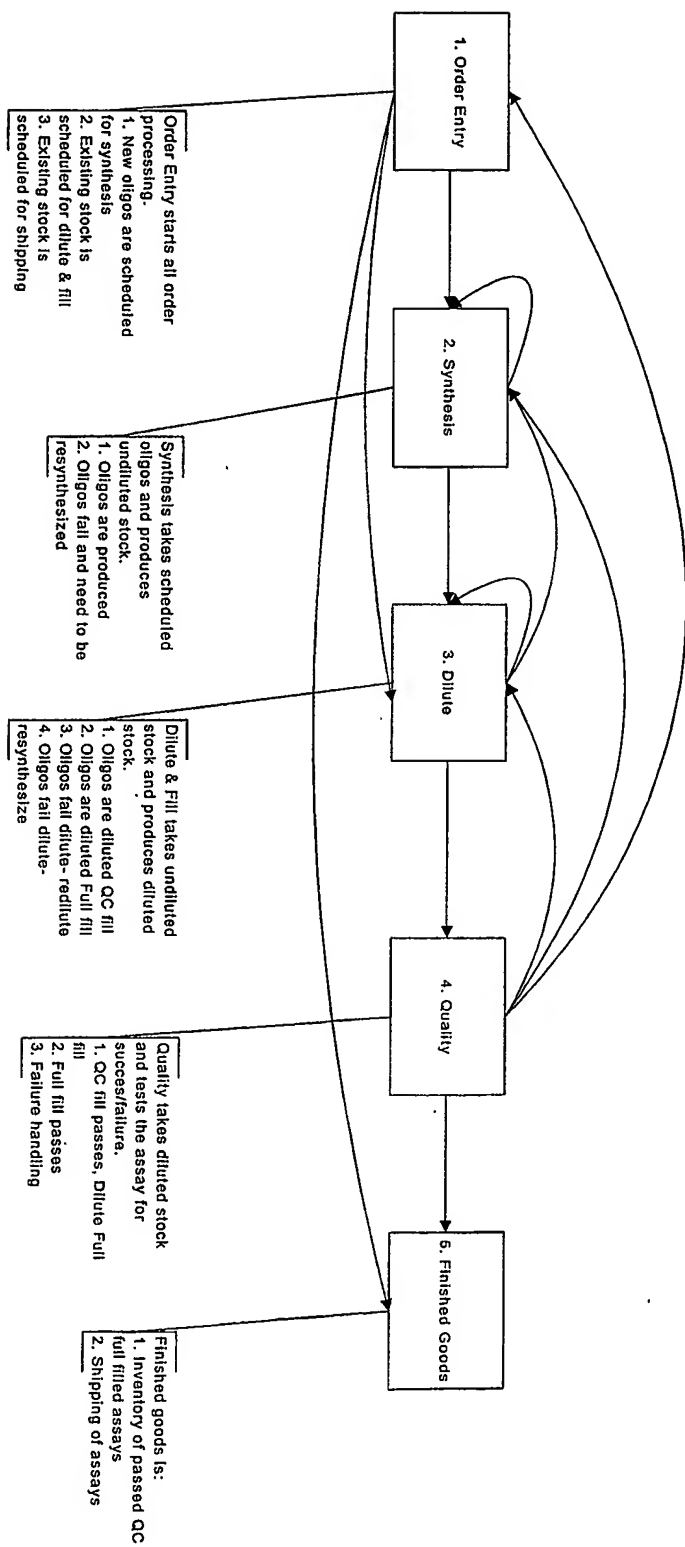 1. Order Entry
2. Synthesis
3. Dilute
4. Quality
5. Finished Goods
Order Entry starts all order
processing.
1. New oligos are scheduled
for synthesis
2. Existing stock is
scheduled for dilute & fill
3. Existing stock is
scheduled for shipping
Synthesis takes scheduled
oligos and produces
undiluted stock.
1. Oligos are produced
2. Oligos fail and need to be
resynthesized
Dilute & Fill takes undiluted
stock and produces diluted
stock.
1. Oligos are diluted QC fill
2. Oligos are diluted Full fill
3. Oligos fail dilute- redilute
4. Oligos fail dilute-
resynthesize
Quality takes diluted stock
and tests the assay for
succes/failure.
1. QC fill passes, Dilute Full
fill
2. Full fill passes
3. Failure handling
Finished goods is:
1. Inventory of passed QC
full filled assays
2. Shipping of assays